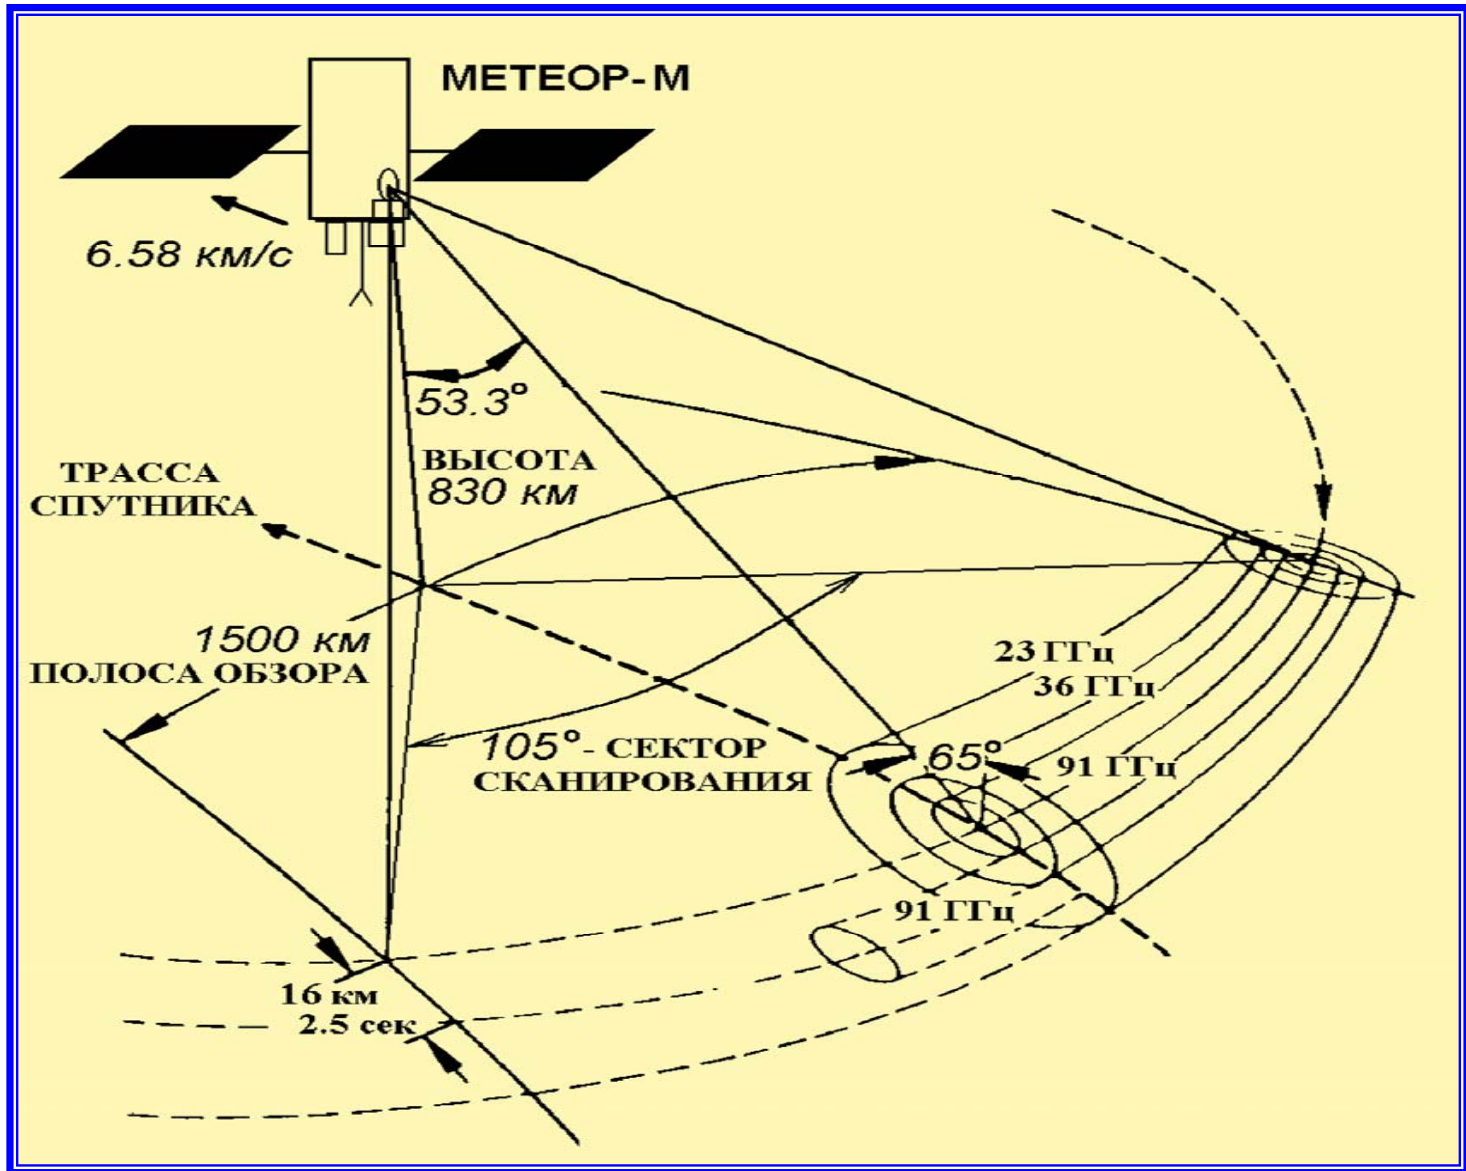 МЕТЕОР-М
6.58 км/с
53.3°
ВЫСОТА
830 км
ТРАССА
СПУТНИКА
1500 км
ПОЛОСА ОБЗОРА
23 ГГц
36 ГГц
105°- СЕКТОР
СКАНИРОВАНИЯ
65°
91 ГГц
91 ГГц
16 км
2.5 сек